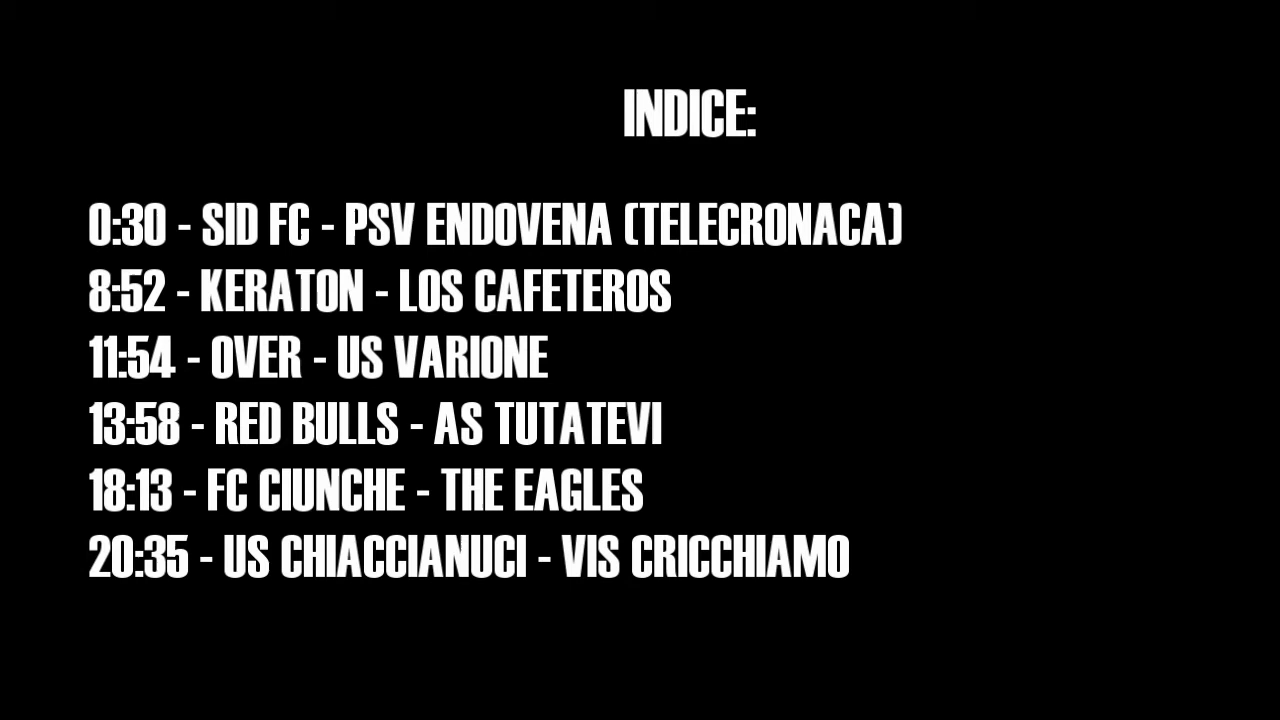 INDICE:
0:30 - SID FC - PSV ENDOVENA (TELECRONACA)
8:52 - KERATON - LOS CAFETEROS
11:54 - OVER - US VARIONE
13:58 - RED BULLS - AS TUTATEVI
18:13 - FC CIUNCHE - THE EAGLES
20:35 - US CHIACCIANUCI - VIS CRICCHIAMO